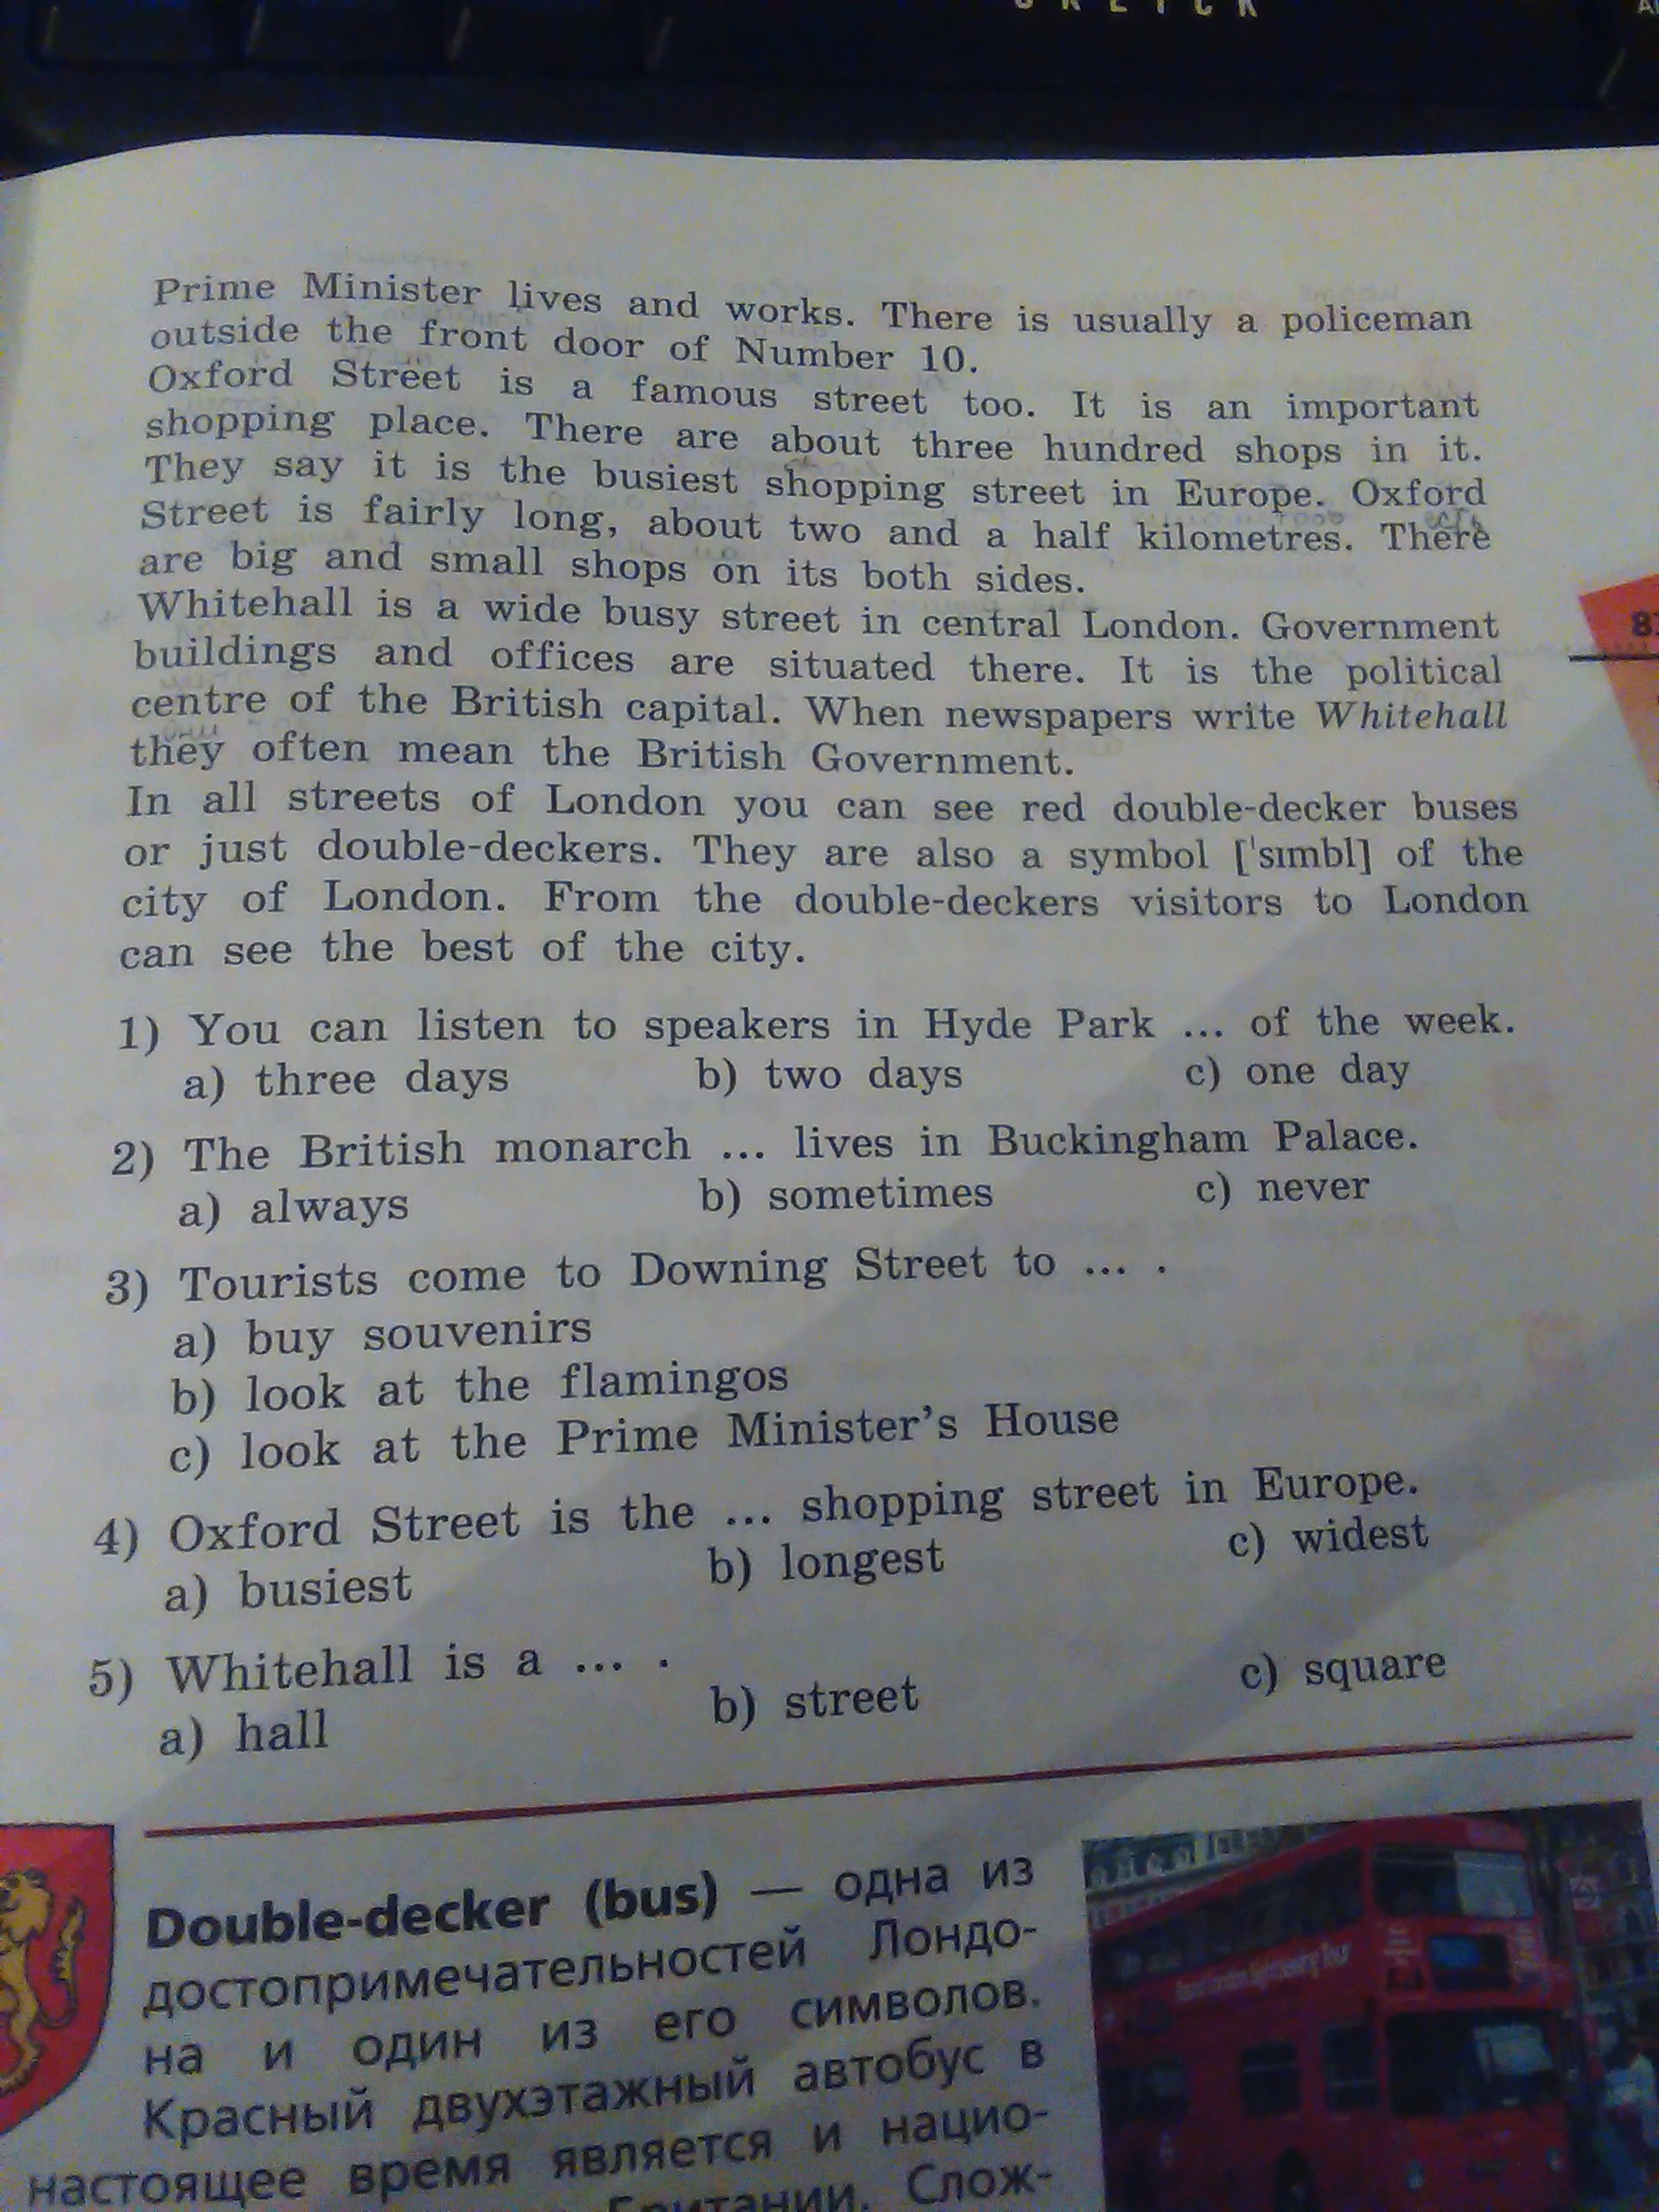 Prime Minister lives and works. There is usually a policeman
outside the front door of Number 10.
Oxford Street is a famous street too. It is an important
shopping place. There are about three hundred shops in it.
They say it is the busiest shopping street in Europe. Oxford
Street is fairly long, about two and a half kilometres. There
are big and small shops on its both sides.
Whitehall is a wide busy street in central London. Government
buildings and offices are situated there. It is the political
centre of the British capital. When newspapers write Whitehall
they often mean the British Government.
In all streets of London you can see red double-decker buses
or just double-deckers. They are also a symbol [ˈsɪmbl] of the
city of London. From the double-deckers visitors to London
can see the best of the city.
1) You can listen to speakers in Hyde Park ... of the week.
a) three days b) two days c) one day
2) The British monarch ... lives in Buckingham Palace.
a) always b) sometimes c) never
3) Tourists come to Downing Street to ... .
a) buy souvenirs
b) look at the flamingos
c) look at the Prime Minister's House
4) Oxford Street is the ... shopping street in Europe.
a) busiest b) longest c) widest
5) Whitehall is a ... .
a) hall b) street c) square
Double-decker (bus) — одна из
достопримечательностей Лондо-
на и один из его символов.
Красный двухэтажный автобус в
настоящее время является и нацио-
Британии. Слож-